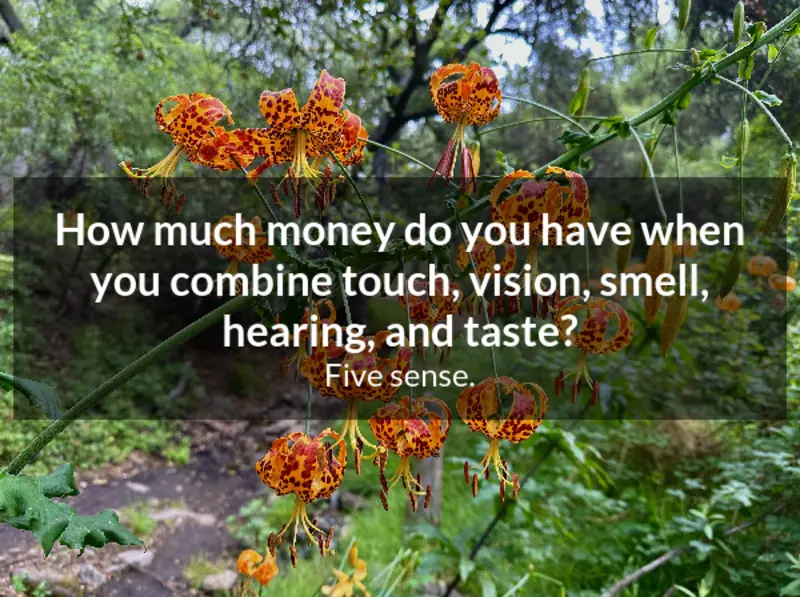 How much money do you have when
you combine touch, vision, smell,
hearing, and taste?
Five sense.